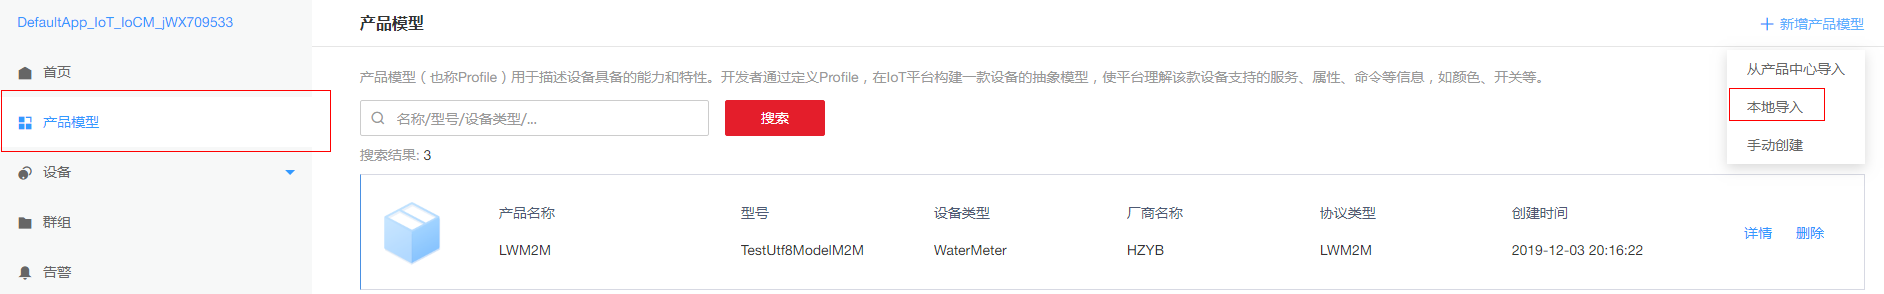 DefaultApp_IoT_IoCM_jWX709533
首页
产品模型
设备
群组
告警
产品模型
新增产品模型
产品模型（也称Profile）用于描述设备具备的能力和特性。开发者通过定义Profile，在IoT平台构建一款设备的抽象模型，使平台理解该款设备支持的服务、属性、命令等信息，如颜色、开关等。
从产品中心导入
本地导入
手动创建
名称/型号/设备类型/...
搜索
搜索结果: 3
产品名称 型号 设备类型 厂商名称 协议类型 创建时间
LWM2M TestUtf8ModelM2M WaterMeter HZYB LWM2M 2019-12-03 20:16:22
详情 删除